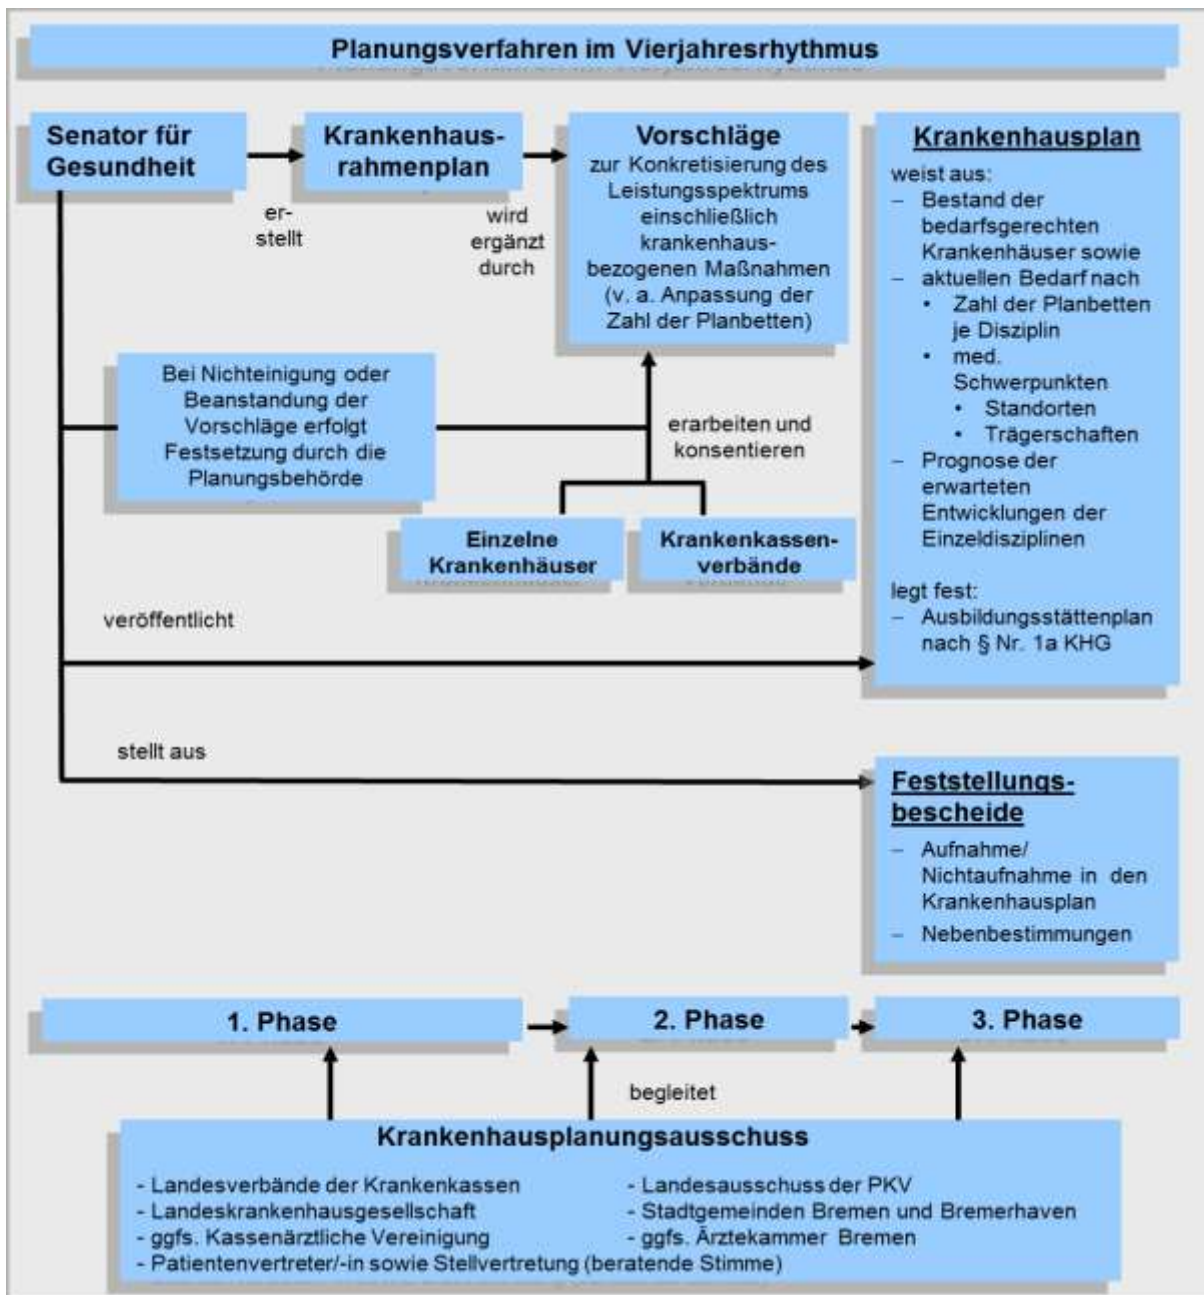 Planungsverfahren im Vierjahresrhythmus
Senator für
Gesundheit
er-
stellt
Krankenhaus-
rahmenplan
wird
ergänzt
durch
Vorschläge
zur Konkretisierung des
Leistungsspektrums
einschließlich
krankenhaus-
bezogenen Maßnahmen
(v. a. Anpassung der
Zahl der Planbetten)
Bei Nichteinigung oder
Beanstandung der
Vorschläge erfolgt
Festsetzung durch die
Planungsbehörde
erarbeiten und
konsentieren
Einzelne
Krankenhäuser
Krankenkassen-
verbände
veröffentlicht
Krankenhausplan
weist aus:
– Bestand der
bedarfsgerechten
Krankenhäuser sowie
– aktuellen Bedarf nach
• Zahl der Planbetten
je Disziplin
• med.
Schwerpunkten
• Standorten
• Trägerschaften
– Prognose der
erwarteten
Entwicklungen der
Einzeldisziplinen
legt fest:
– Ausbildungsstättenplan
nach § Nr. 1a KHG
stellt aus
Feststellungs-
bescheide
– Aufnahme/
Nichtaufnahme in den
Krankenhausplan
– Nebenbestimmungen
1. Phase
2. Phase
3. Phase
begleitet
Krankenhausplanungsausschuss
- Landesverbände der Krankenkassen
- Landeskrankenhausgesellschaft
- ggfs. Kassenärztliche Vereinigung
- Patientenvertreter/-in sowie Stellvertretung (beratende Stimme)
- Landesausschuss der PKV
- Stadtgemeinden Bremen und Bremerhaven
- ggfs. Ärztekammer Bremen